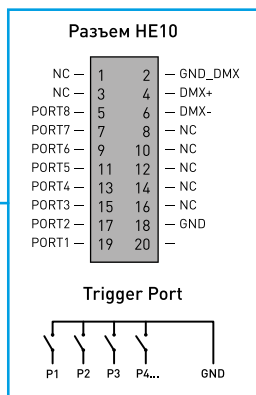 Разъем HE10
NC – 1 2 – GND_DMX
NC – 3 4 – DMX+
PORT8 – 5 6 – DMX-
PORT7 – 7 8 – NC
PORT6 – 9 10 – NC
PORT5 – 11 12 – NC
PORT4 – 13 14 – NC
PORT3 – 15 16 – NC
PORT2 – 17 18 – GND
PORT1 – 19 20 –
Trigger Port
P1 P2 P3 P4... GND